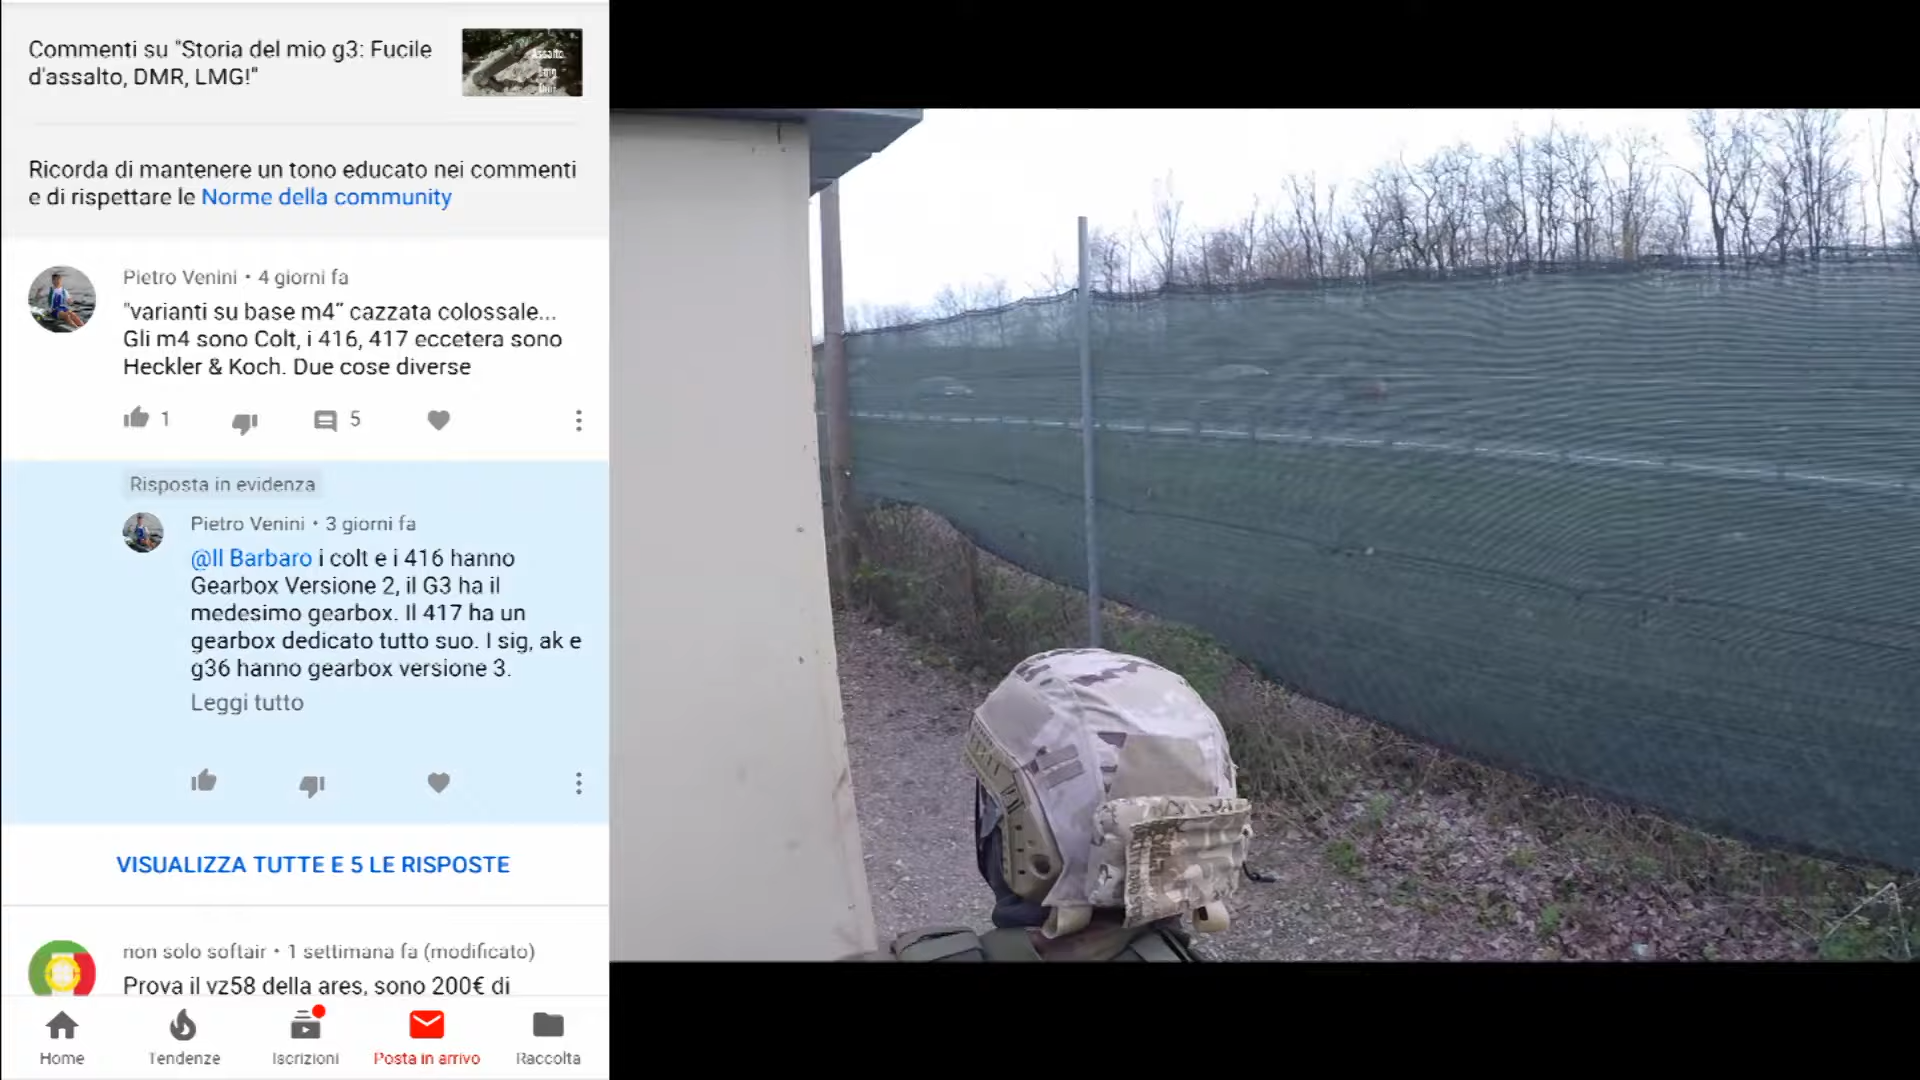 Commenti su "Storia del mio g3: Fucile
d'assalto, DMR, LMG!"
Assalto
Lmg
Dmr
Ricorda di mantenere un tono educato nei commenti
e di rispettare le Norme della community
Pietro Venini • 4 giorni fa
"varianti su base m4" cazzata colossale...
Gli m4 sono Colt, i 416, 417 eccetera sono
Heckler & Koch. Due cose diverse
1
5
Risposta in evidenza
Pietro Venini • 3 giorni fa
@Il Barbaro i colt e i 416 hanno
Gearbox Versione 2, il G3 ha il
medesimo gearbox. Il 417 ha un
gearbox dedicato tutto suo. I sig, ak e
g36 hanno gearbox versione 3.
Leggi tutto
VISUALIZZA TUTTE E 5 LE RISPOSTE
non solo softair • 1 settimana fa (modificato)
Prova il vz58 della ares, sono 200€ di
Home
Tendenze
Iscrizioni
Posta in arrivo
Raccolta